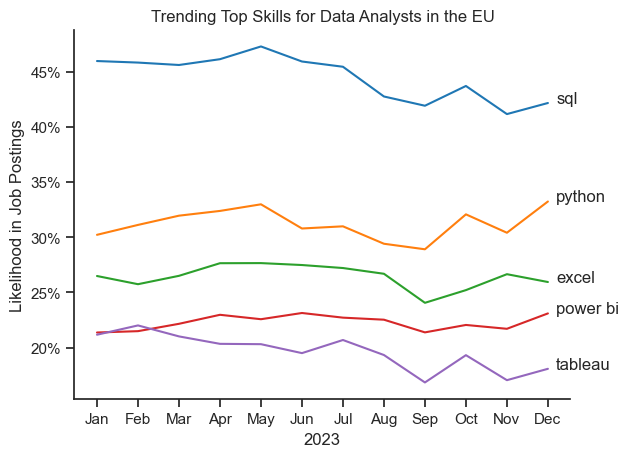 Trending Top Skills for Data Analysts in the EU
Likelihood in Job Postings
45%
40%
35%
30%
25%
20%
sql
python
excel
power bi
tableau
Jan Feb Mar Apr May Jun Jul Aug Sep Oct Nov Dec
2023